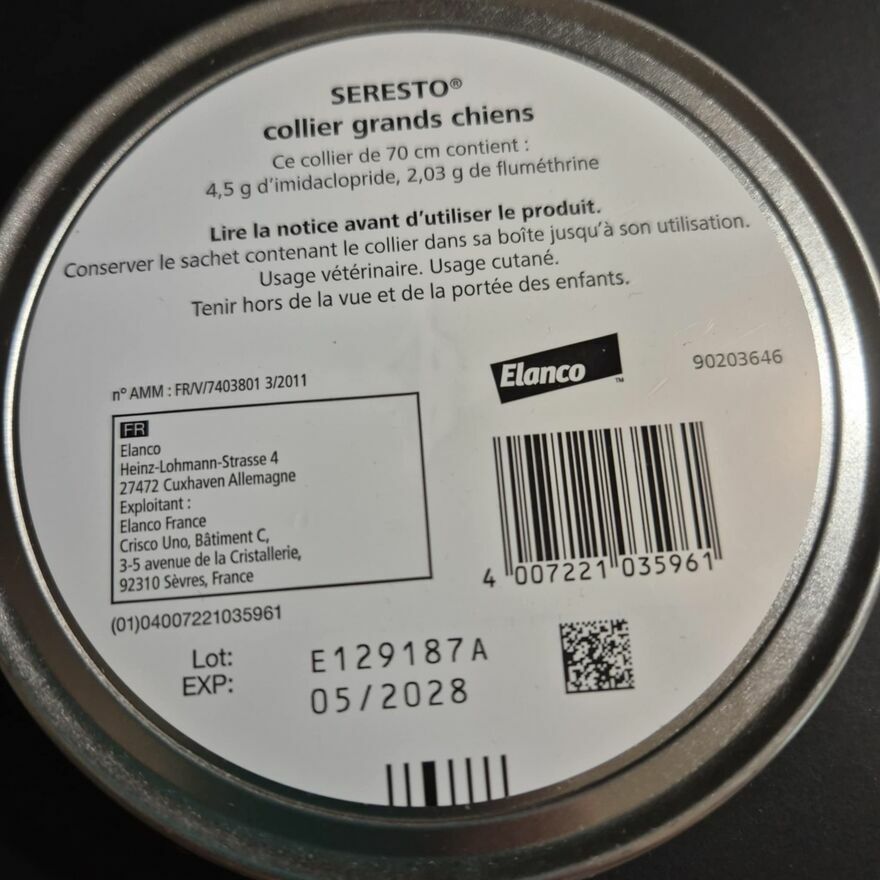 SERESTO®
collier grands chiens
Ce collier de 70 cm contient :
4,5 g d'imidaclopride, 2,03 g de fluméthrine
Lire la notice avant d'utiliser le produit.
Conserver le sachet contenant le collier dans sa boîte jusqu'à son utilisation.
Usage vétérinaire. Usage cutané.
Tenir hors de la vue et de la portée des enfants.
n° AMM : FR/V/7403801 3/2011
Elanco™
90203646
FR
Elanco
Heinz-Lohmann-Strasse 4
27472 Cuxhaven Allemagne
Exploitant :
Elanco France
Crisco Uno, Bâtiment C,
3-5 avenue de la Cristallerie,
92310 Sèvres, France
4 007221 035961
(01)04007221035961
Lot: E129187A
EXP: 05/2028